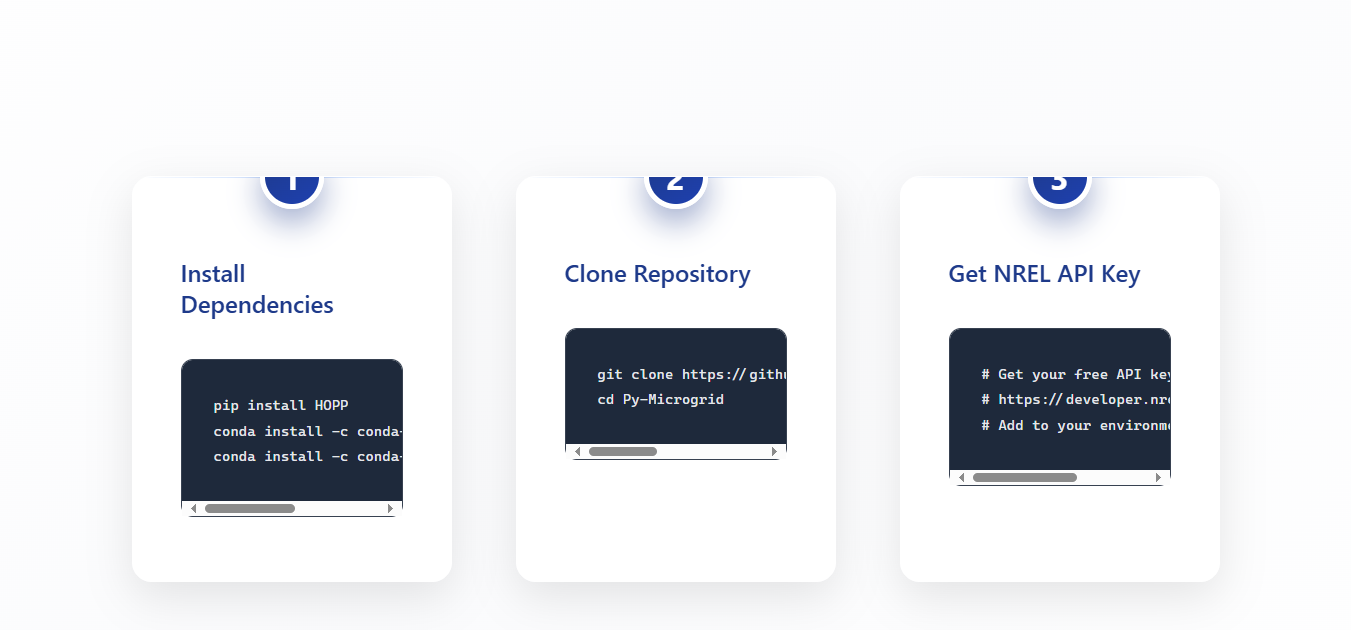 1
Install
Dependencies
pip install HOPP
conda install -c conda-
conda install -c conda-
2
Clone Repository
git clone https://githu
cd Py-Microgrid
3
Get NREL API Key
# Get your free API key
# https://developer.nre
# Add to your environme